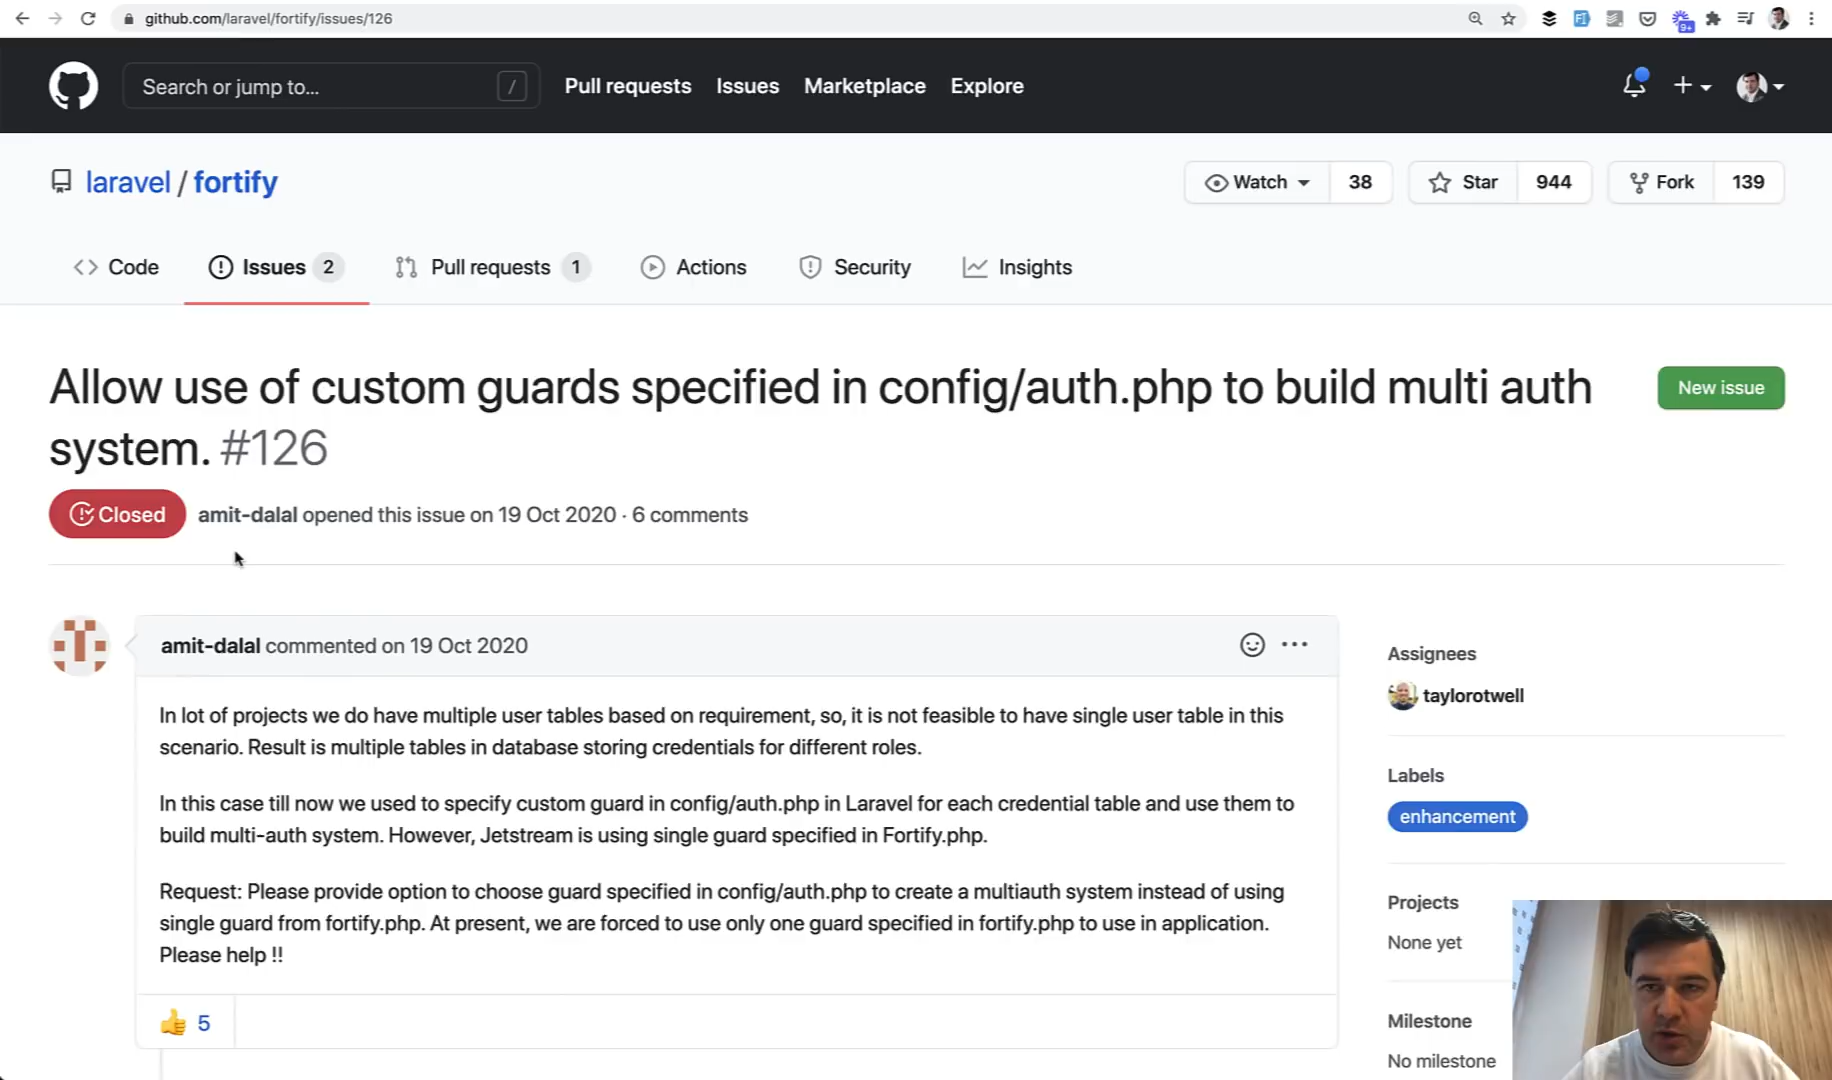 github.com/laravel/fortify/issues/126
9+
Search or jump to...
/
Pull requests
Issues
Marketplace
Explore
laravel / fortify
Watch
38
Star
944
Fork
139
Code
Issues 2
Pull requests 1
Actions
Security
Insights
Allow use of custom guards specified in config/auth.php to build multi auth
system. #126
New issue
Closed
amit-dalal opened this issue on 19 Oct 2020 · 6 comments
amit-dalal commented on 19 Oct 2020
In lot of projects we do have multiple user tables based on requirement, so, it is not feasible to have single user table in this
scenario. Result is multiple tables in database storing credentials for different roles.
In this case till now we used to specify custom guard in config/auth.php in Laravel for each credential table and use them to
build multi-auth system. However, Jetstream is using single guard specified in Fortify.php.
Request: Please provide option to choose guard specified in config/auth.php to create a multiauth system instead of using
single guard from fortify.php. At present, we are forced to use only one guard specified in fortify.php to use in application.
Please help !!
👍 5
Assignees
taylorotwell
Labels
enhancement
Projects
None yet
Milestone
No milestone